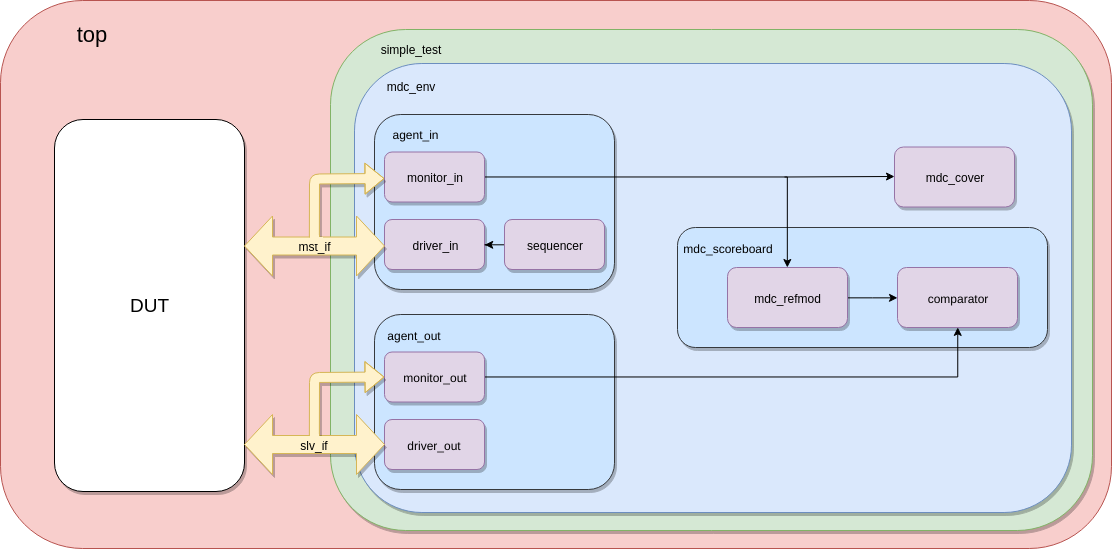 top
simple_test
mdc_env
agent_in
monitor_in
mdc_cover
mst_if
driver_in
sequencer
mdc_scoreboard
mdc_refmod
comparator
DUT
agent_out
monitor_out
slv_if
driver_out